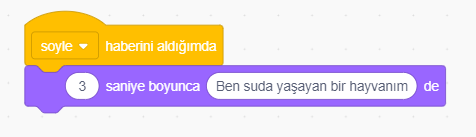 soyle haberini aldığımda
3 saniye boyunca Ben suda yaşayan bir hayvanım de